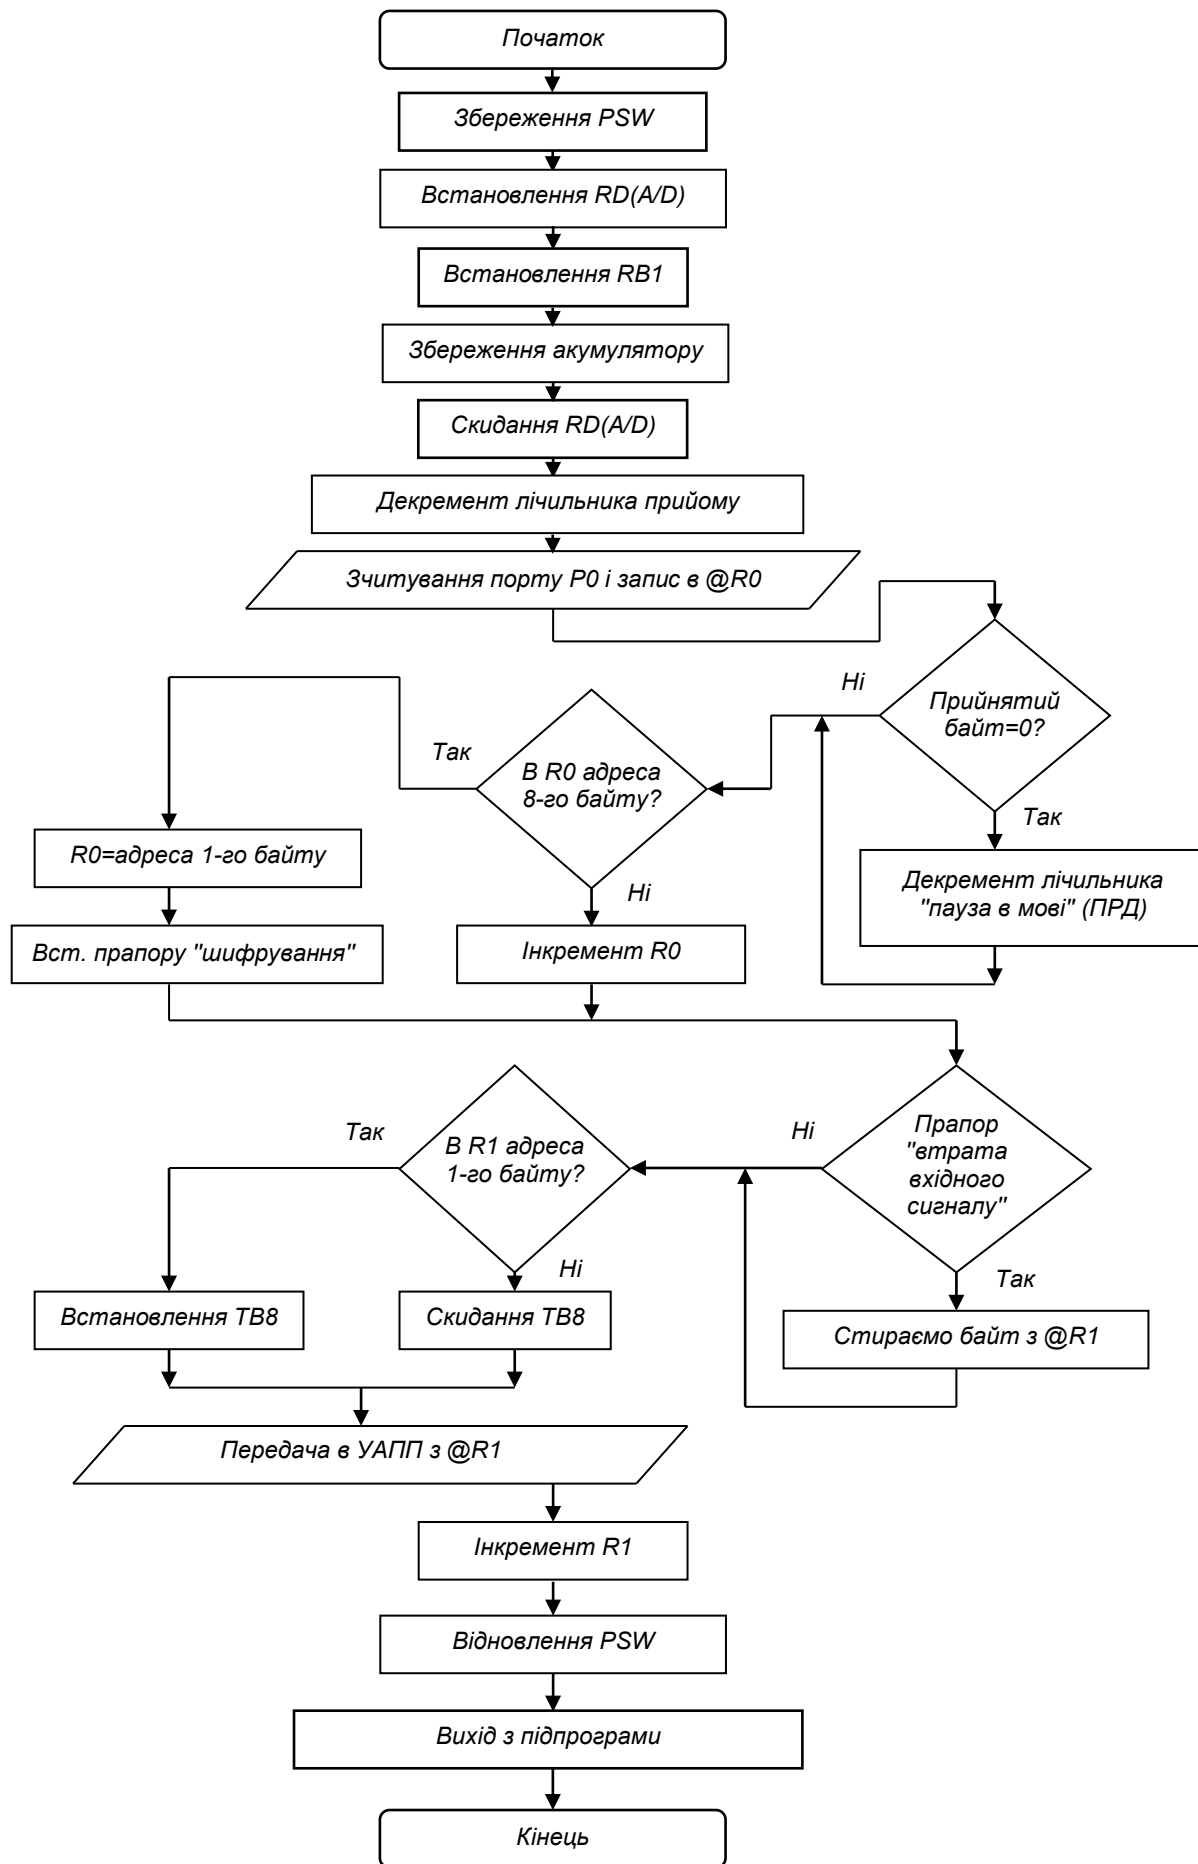 Початок
Збереження PSW
Встановлення RD(A/D)
Встановлення RB1
Збереження акумулятору
Скидання RD(A/D)
Декремент лічильника прийому
Зчитування порту P0 і запис в @R0
Прийнятий
байт=0?
Ні
Так
В R0 адреса
8-го байту?
Так
Ні
R0=адреса 1-го байту
Декремент лічильника
"пауза в мові" (ПРД)
Вст. прапору "шифрування"
Інкремент R0
Прапор
"втрата
вхідного
сигналу"
Ні
Так
В R1 адреса
1-го байту?
Так
Ні
Встановлення TB8
Скидання TB8
Стираємо байт з @R1
Передача в УАПП з @R1
Інкремент R1
Відновлення PSW
Вихід з підпрограми
Кінець